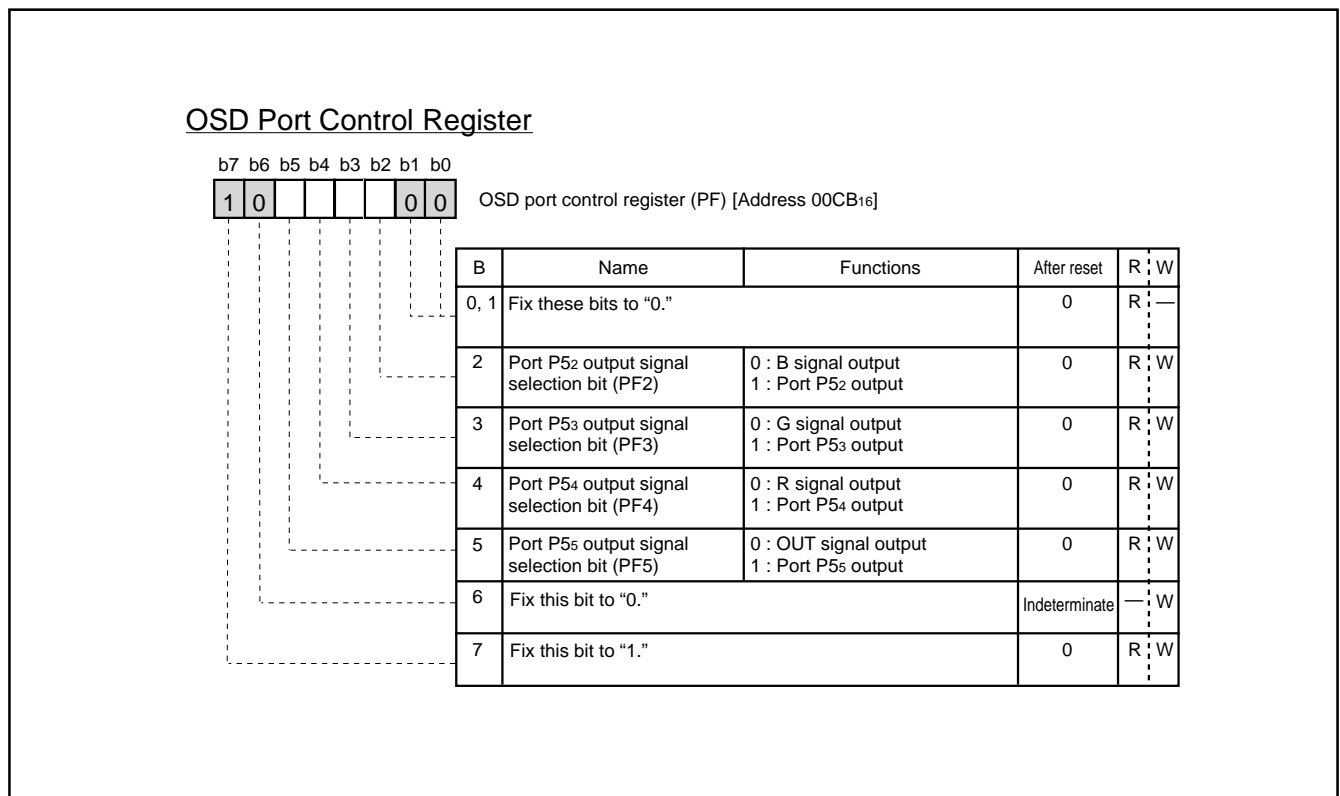 OSD Port Control Register
b7 b6 b5 b4 b3 b2 b1 b0
1 0 0 0
OSD port control register (PF) [Address 00CB16]
B Name Functions After reset R W
0, 1 Fix these bits to “0.” 0 R —
2 Port P52 output signal selection bit (PF2) 0 : B signal output 0 R W
1 : Port P52 output
3 Port P53 output signal selection bit (PF3) 0 : G signal output 0 R W
1 : Port P53 output
4 Port P54 output signal selection bit (PF4) 0 : R signal output 0 R W
1 : Port P54 output
5 Port P55 output signal selection bit (PF5) 0 : OUT signal output 0 R W
1 : Port P55 output
6 Fix this bit to “0.” Indeterminate — W
7 Fix this bit to “1.” 0 R W